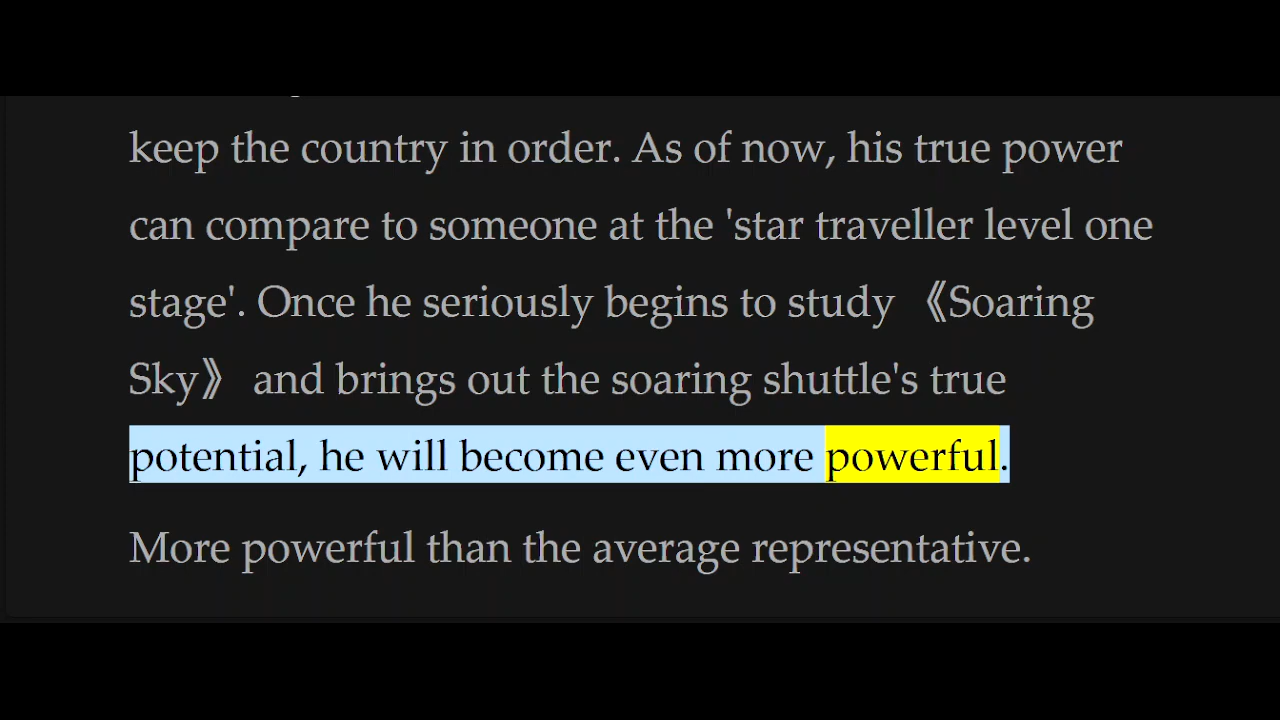 keep the country in order. As of now, his true power
can compare to someone at the 'star traveller level one
stage'. Once he seriously begins to study 《Soaring
Sky》 and brings out the soaring shuttle's true
potential, he will become even more powerful.
More powerful than the average representative.